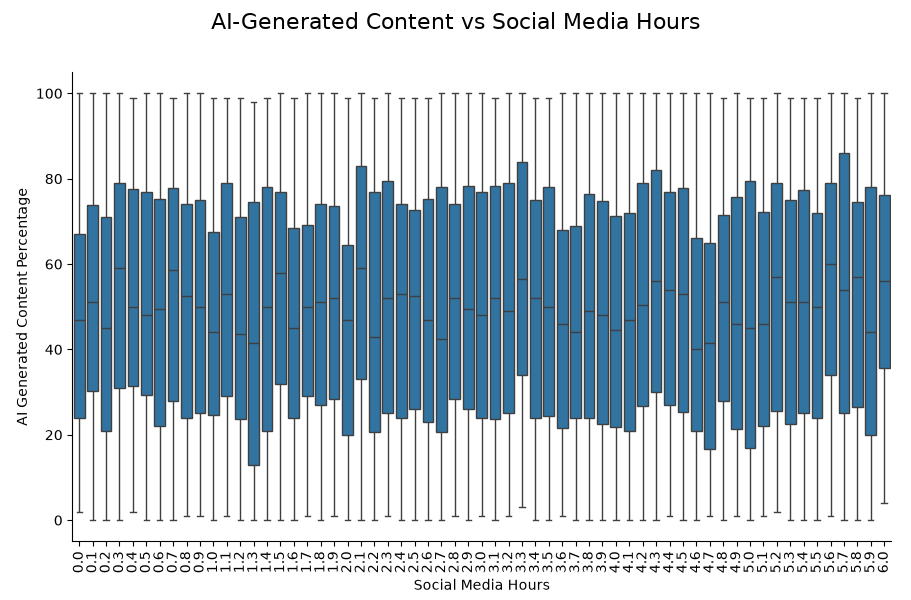 AI-Generated Content vs Social Media Hours
AI Generated Content Percentage
100
80
60
40
20
0
0.0 0.1 0.2 0.3 0.4 0.5 0.6 0.7 0.8 0.9 1.0 1.1 1.2 1.3 1.4 1.5 1.6 1.7 1.8 1.9 2.0 2.1 2.2 2.3 2.4 2.5 2.6 2.7 2.8 2.9 3.0 3.1 3.2 3.3 3.4 3.5 3.6 3.7 3.8 3.9 4.0 4.1 4.2 4.3 4.4 4.5 4.6 4.7 4.8 4.9 5.0 5.1 5.2 5.3 5.4 5.5 5.6 5.7 5.8 5.9 6.0
Social Media Hours